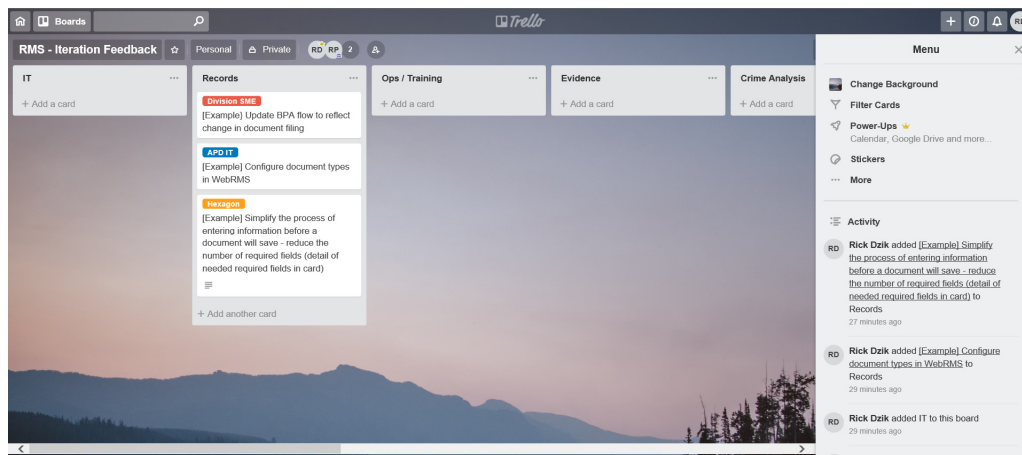 Boards
Trello
RD
RMS - Iteration Feedback
Personal
Private
RD RP 2
IT ...
+ Add a card
Records ...
Division SME
[Example} Update BPA flow to reflect
change in document filing
APD IT
[Example] Configure document types
in WebRMS
Hexagon
[Example] Simplify the process of
entering information before a
document will save - reduce the
number of required fields (detail of
needed required fields in card)
+ Add another card
Ops / Training ...
+ Add a card
Evidence ...
+ Add a card
Crime Analysis
+ Add a card
Menu
Change Background
Filter Cards
Power-Ups
Calendar, Google Drive and more...
Stickers
... More
Activity
RD Rick Dzik added [Example] Simplify
the process of entering information
before a document will save - reduce
the number of required fields (detail of
needed required fields in card) to
Records
27 minutes ago
RD Rick Dzik added [Example] Configure
document types in WebRMS to
Records
29 minutes ago
RD Rick Dzik added IT to this board
29 minutes ago